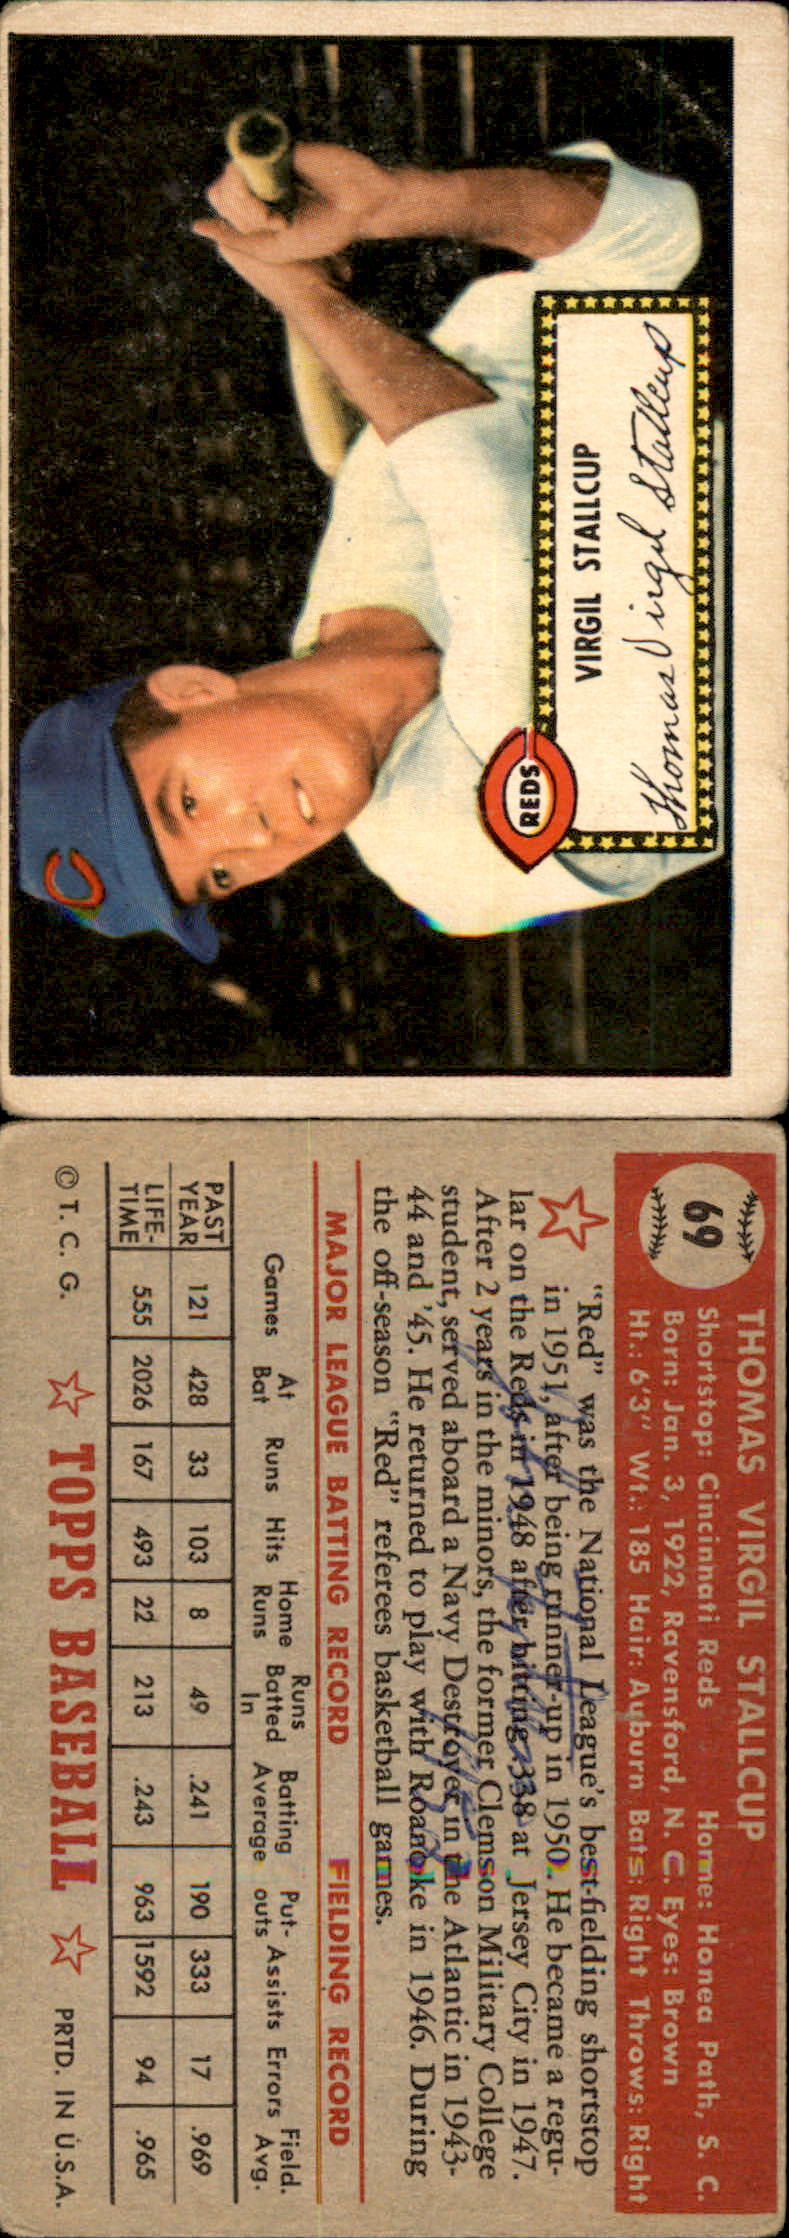 Thomas Virgil Stallcup
VIRGIL STALLCUP
REDS
C
69
THOMAS VIRGIL STALLCUP
Shortstop: Cincinnati Reds Home: Honea Path, S. C.
Born: Jan. 3, 1922, Ravensford, N. C. Eyes: Brown
Ht.: 6'3" Wt.: 185 Hair: Auburn Bats: Right Throws: Right
"Red" was the National League's best-fielding shortstop
in 1951, after being runner-up in 1950. He became a regu-
lar on the Reds in 1948 after hitting .338 at Jersey City in 1947.
After 2 years in the minors, the former Clemson Military College
student, served aboard a Navy Destroyer in the Atlantic in 1943-
44 and '45. He returned to play with Roanoke in 1946. During
the off-season "Red" referees basketball games.
MAJOR LEAGUE BATTING RECORD FIELDING RECORD
Games At Bat Runs Hits Home Runs Runs Batted In Batting Average Put-outs Assists Errors Field. Avg.
PAST YEAR 121 428 33 103 8 49 .241 190 333 17 .969
LIFE-TIME 555 2026 167 493 22 213 .243 963 1592 94 .965
© T. C. G. TOPPS BASEBALL PRTD. IN U.S.A.